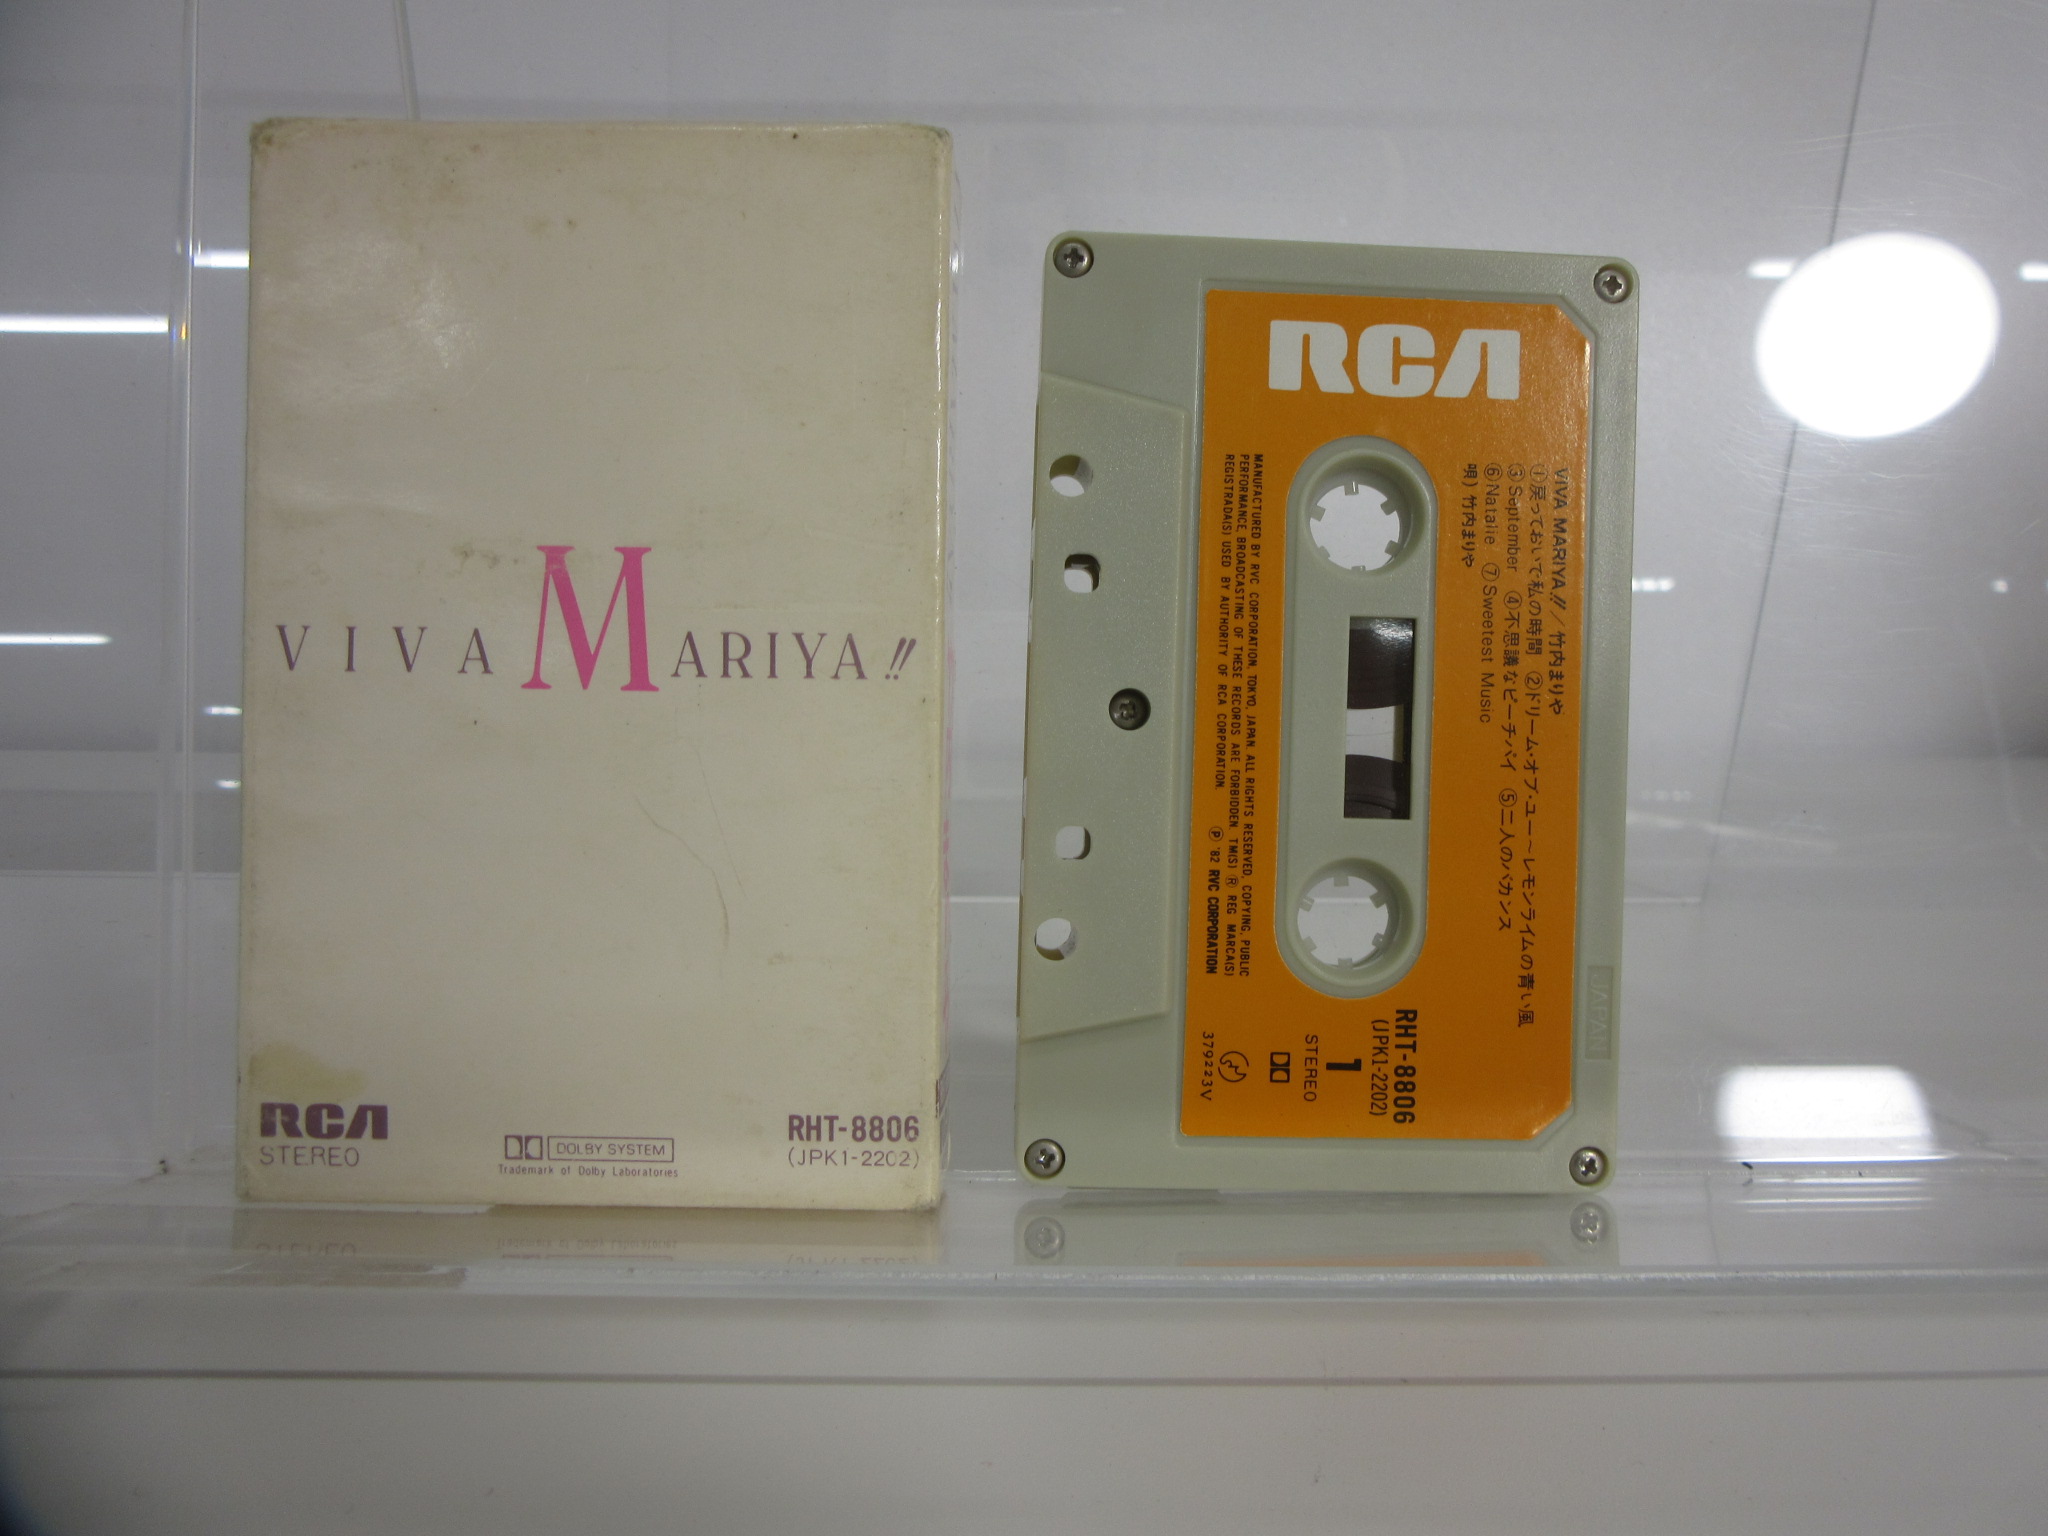 VIVA MARIYA!!
RCA
STEREO
DOLBY SYSTEM
Trademark of Dolby Laboratories
RHT-8806
(JPK1-2202)
RCA
VIVA MARIYA!!／竹内まりや
①戻っておいで私の時間 ②ドリーム・オブ・ユー〜レモンライムの青い風
③September ④不思議なピーチパイ ⑤二人のバカンス
⑥Natalie ⑦Sweetest Music
唄）竹内まりや
RHT-8806
(JPK1-2202)
1
STEREO
379223V
MANUFACTURED BY RVC CORPORATION, TOKYO, JAPAN. ALL RIGHTS RESERVED, COPYING, PUBLIC
PERFORMANCE, BROADCASTING OF THESE RECORDS ARE FORBIDDEN. TM(S) ® REG MARCA(S)
REGISTRADA(S) USED BY AUTHORITY OF RCA CORPORATION. ℗ '82 RVC CORPORATION
JAPAN